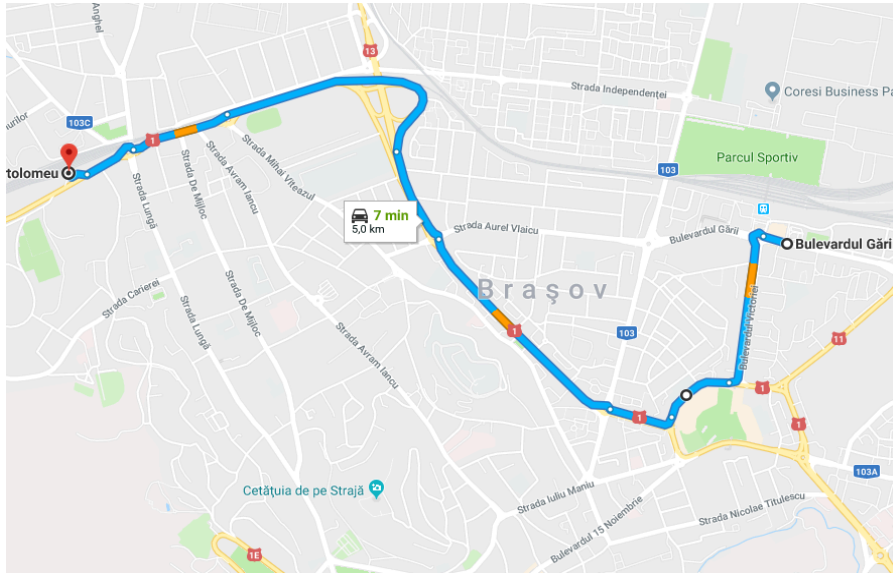 Anghel
13
Strada Independenței
Coresi Business Pa
103C
1
Parcul Sportiv
103
tolomeu
Strada Lungă
Strada De Mijloc
Strada Avram Iancu
Strada Mihai Viteazul
7 min
5,0 km
Strada Aurel Vlaicu
Bulevardul Gării
Bulevardul Gări
Strada Carierei
Brașov
Bulevardul Victoriei
Strada Lungă
Strada De Mijloc
Strada Avram Iancu
1
103
11
1
1
1
103A
Cetățuia de pe Strajă
Strada Iuliu Maniu
Bulevardul 15 Noiembrie
Strada Nicolae Titulescu
1E